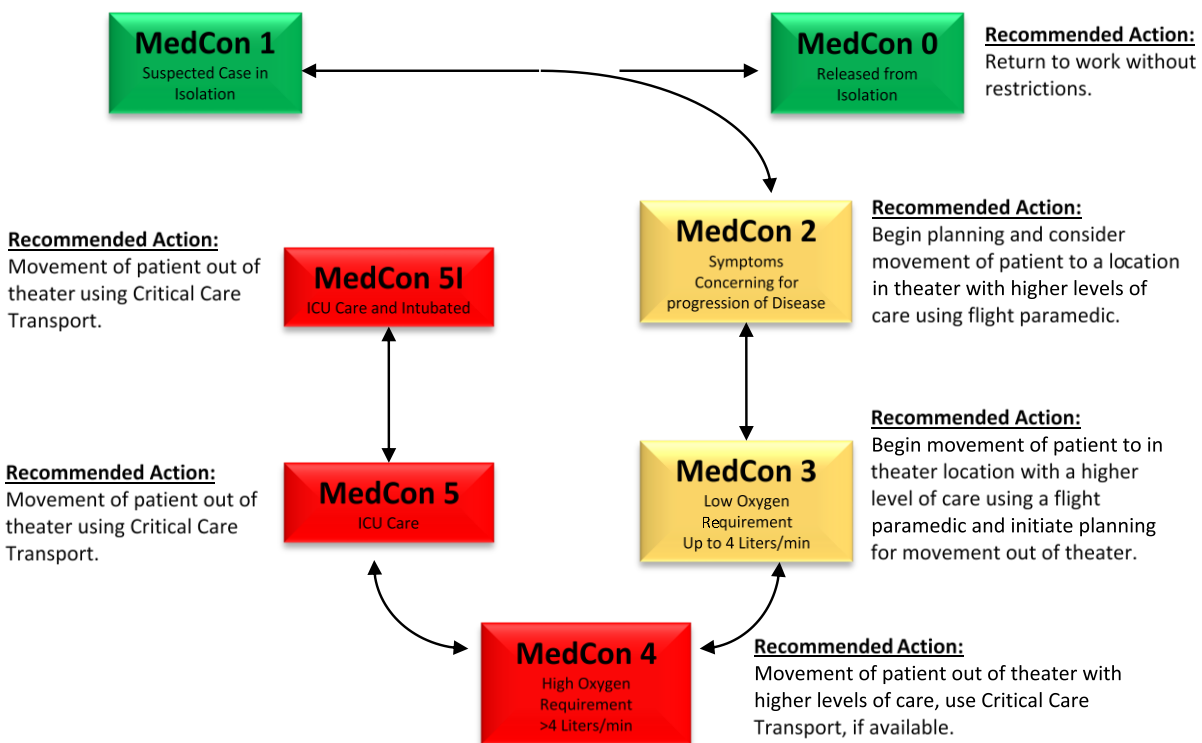 MedCon 1
Suspected Case in
Isolation
MedCon 0
Released from
Isolation
Recommended Action:
Return to work without
restrictions.
MedCon 2
Symptoms
Concerning for
progression of Disease
Recommended Action:
Begin planning and consider
movement of patient to a location
in theater with higher levels of
care using flight paramedic.
Recommended Action:
Movement of patient out of
theater using Critical Care
Transport.
MedCon 5I
ICU Care and Intubated
MedCon 3
Low Oxygen
Requirement
Up to 4 Liters/min
Recommended Action:
Begin movement of patient to in
theater location with a higher
level of care using a flight
paramedic and initiate planning
for movement out of theater.
Recommended Action:
Movement of patient out of
theater using Critical Care
Transport.
MedCon 5
ICU Care
MedCon 4
High Oxygen
Requirement
>4 Liters/min
Recommended Action:
Movement of patient out of theater with
higher levels of care, use Critical Care
Transport, if available.